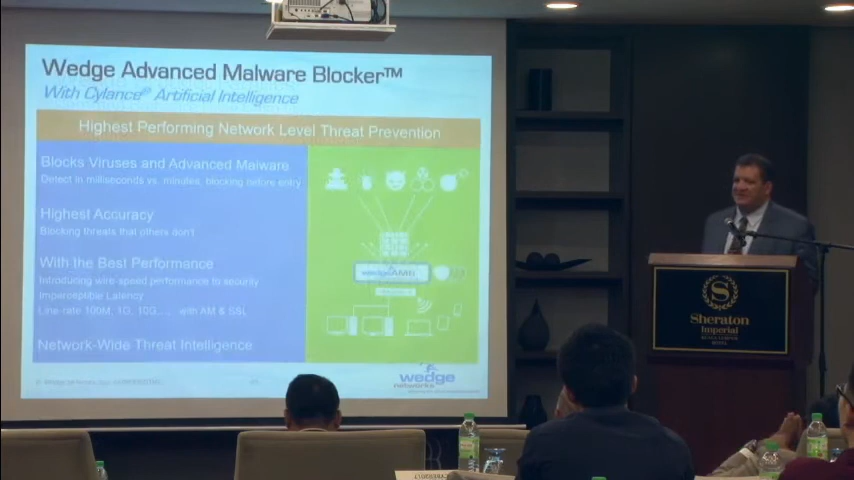 Wedge Advanced Malware Blocker™
With Cylance® Artificial Intelligence
Highest Performing Network Level Threat Prevention
Blocks Viruses and Advanced Malware
Detect in milliseconds vs. minutes, blocking before entry
Highest Accuracy
Blocking threats that others don't
With the Best Performance
Introducing wire-speed performance to security
Imperceptible Latency
Line-rate 100M, 1G, 10G.... with AM & SSL
Network-Wide Threat Intelligence
wedgeAMB
wedge
networks
S
Sheraton
Imperial